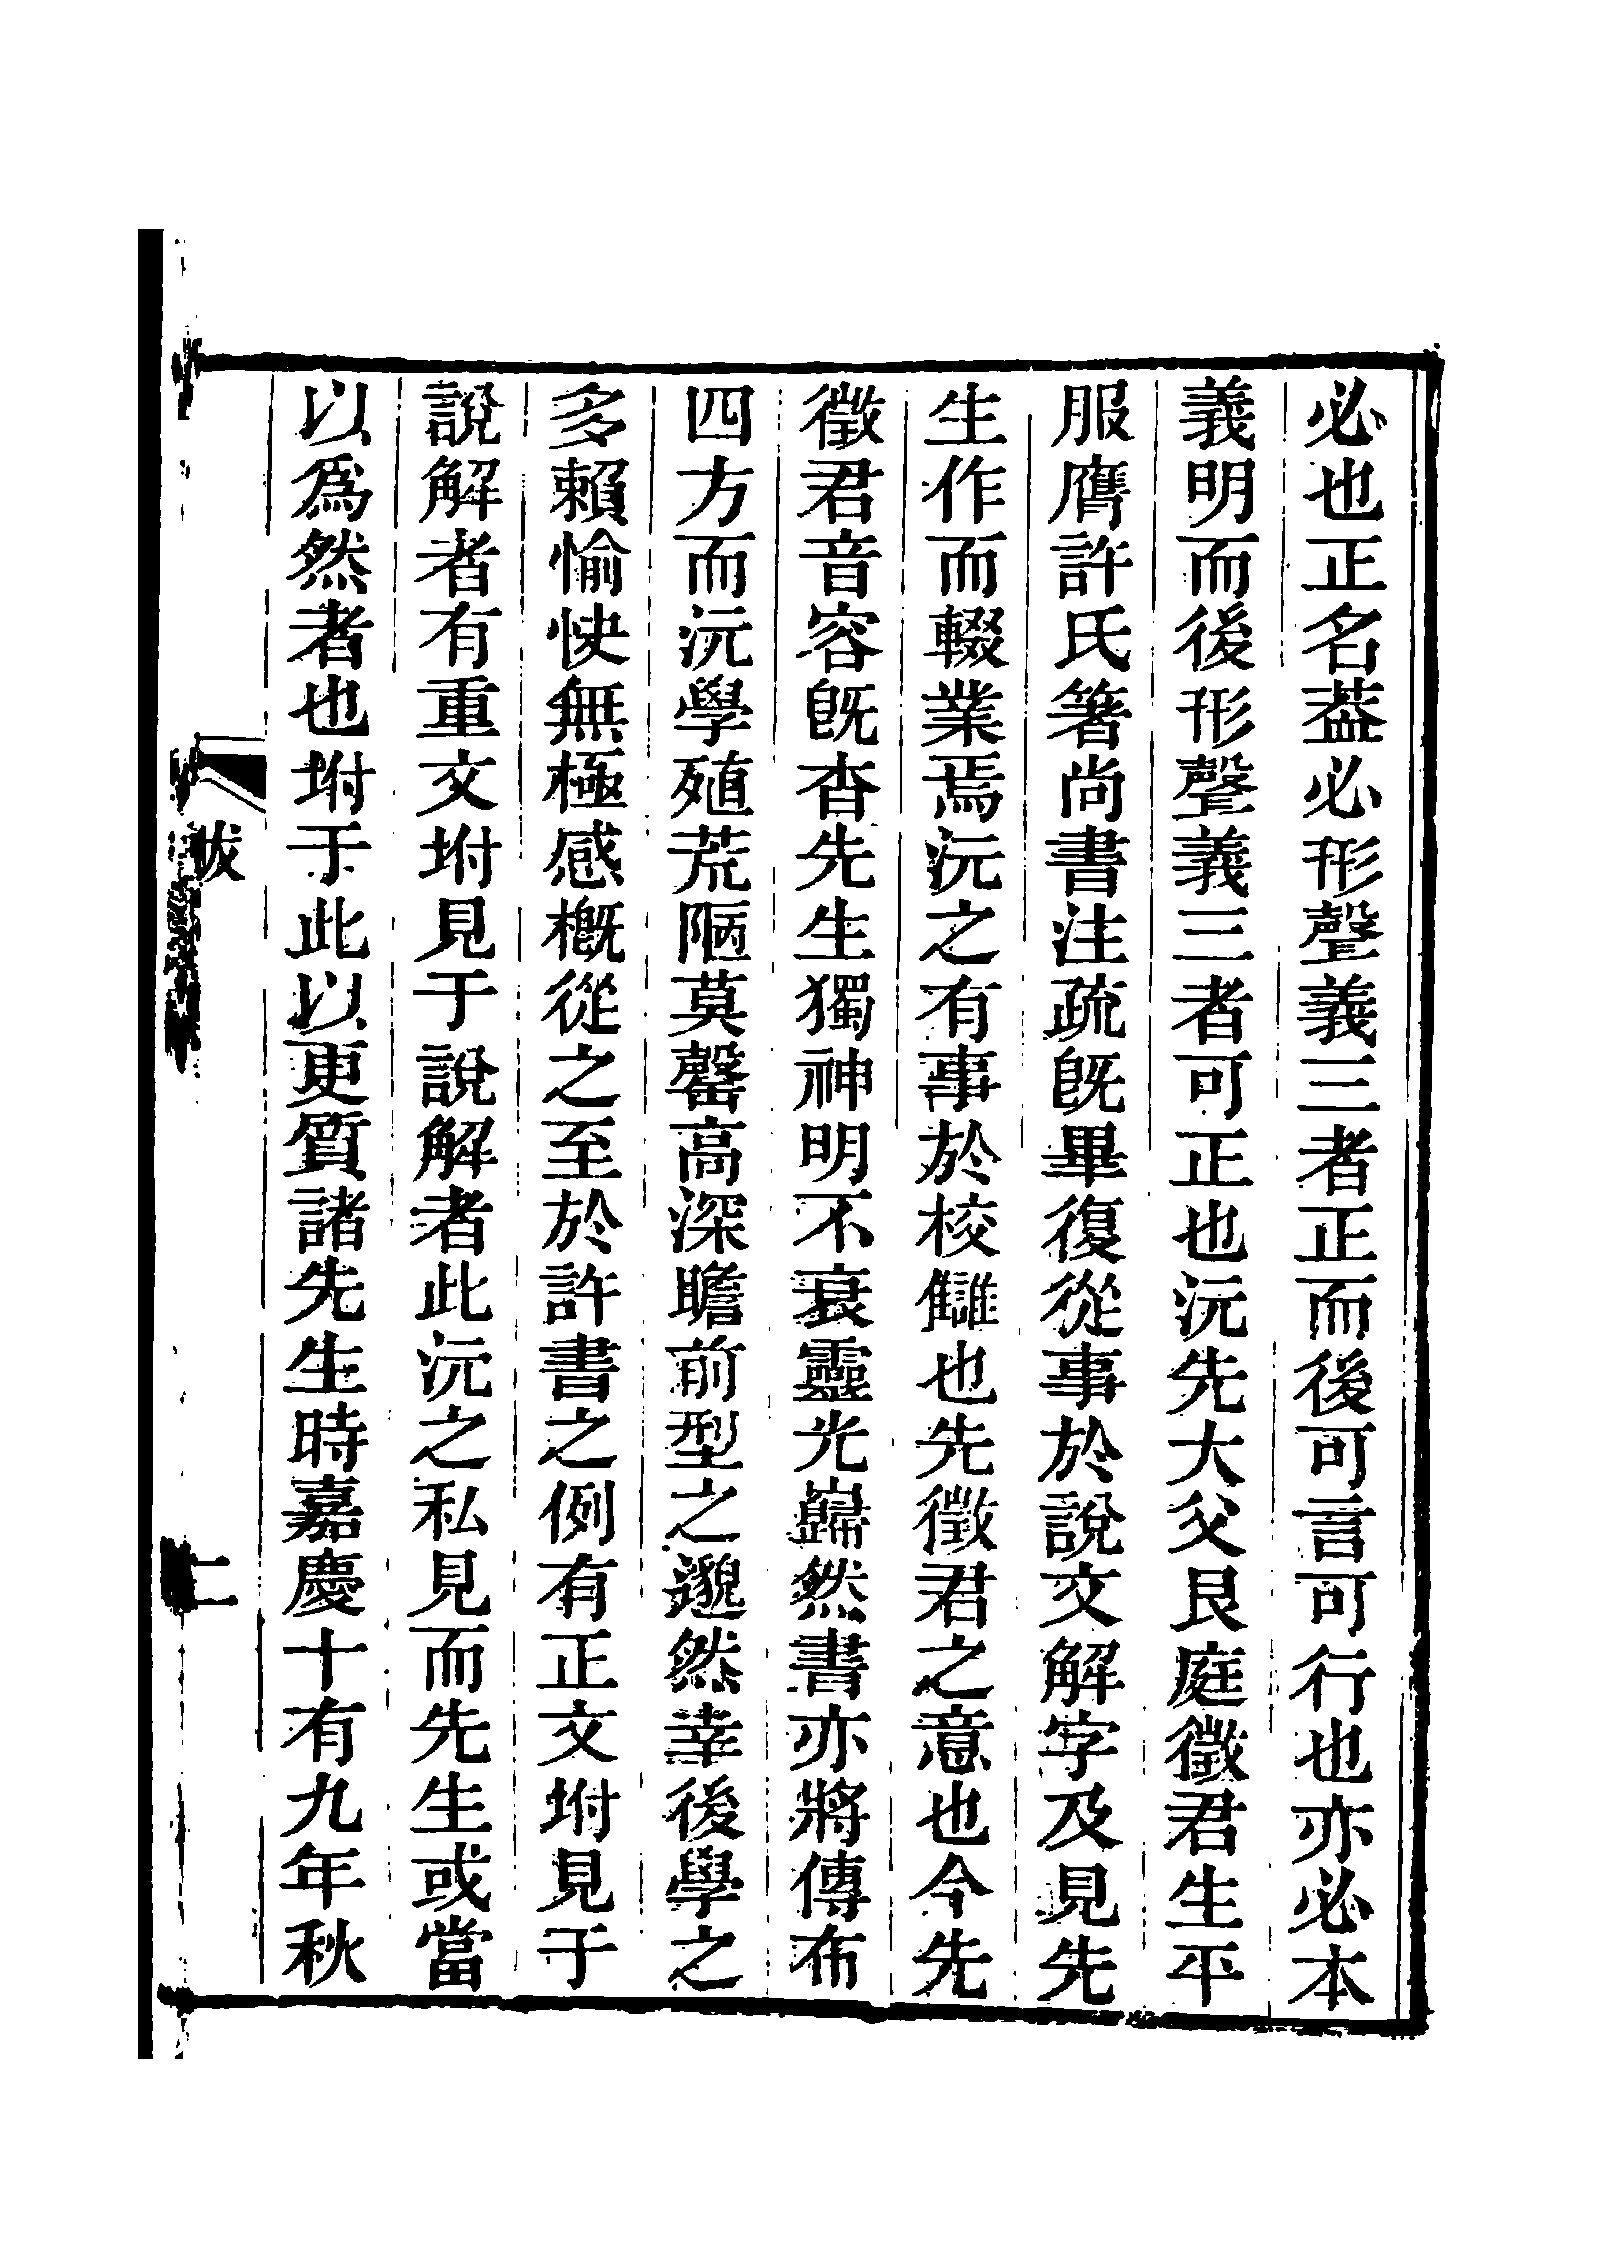 必也正名葢必形聲義三者正而後可言可行也亦必本
義明而後形聲義三者可正也沅先大父艮庭徵君生平
服膺許氏箸尚書注疏旣畢復從事於說文解字及見先
生作而輟業焉沅之有事於校讎也先徵君之意也今先
徵君音容旣杳先生獨神明不衰靈光巋然書亦將傳布
四方而沅學殖荒陋莫罄高深瞻前型之邈然幸後學之
多賴愉快無極感槪從之至於許書之例有正文坿見于
說解者有重文坿見于說解者此沅之私見而先生或當
以爲然者也坿于此以更質諸先生時嘉慶十有九年秋
跋
二